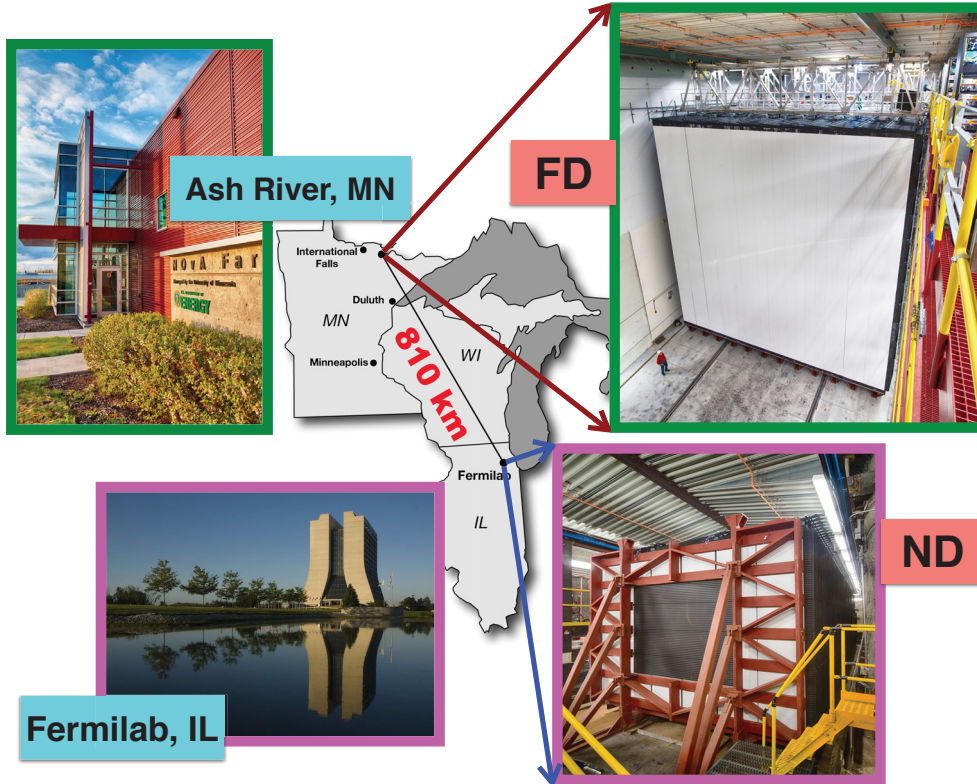 Ash River, MN
FD
International
Falls
Duluth
MN
Minneapolis
WI
810 km
Fermilab
IL
NOvA Far
ENERGY
Fermilab, IL
ND